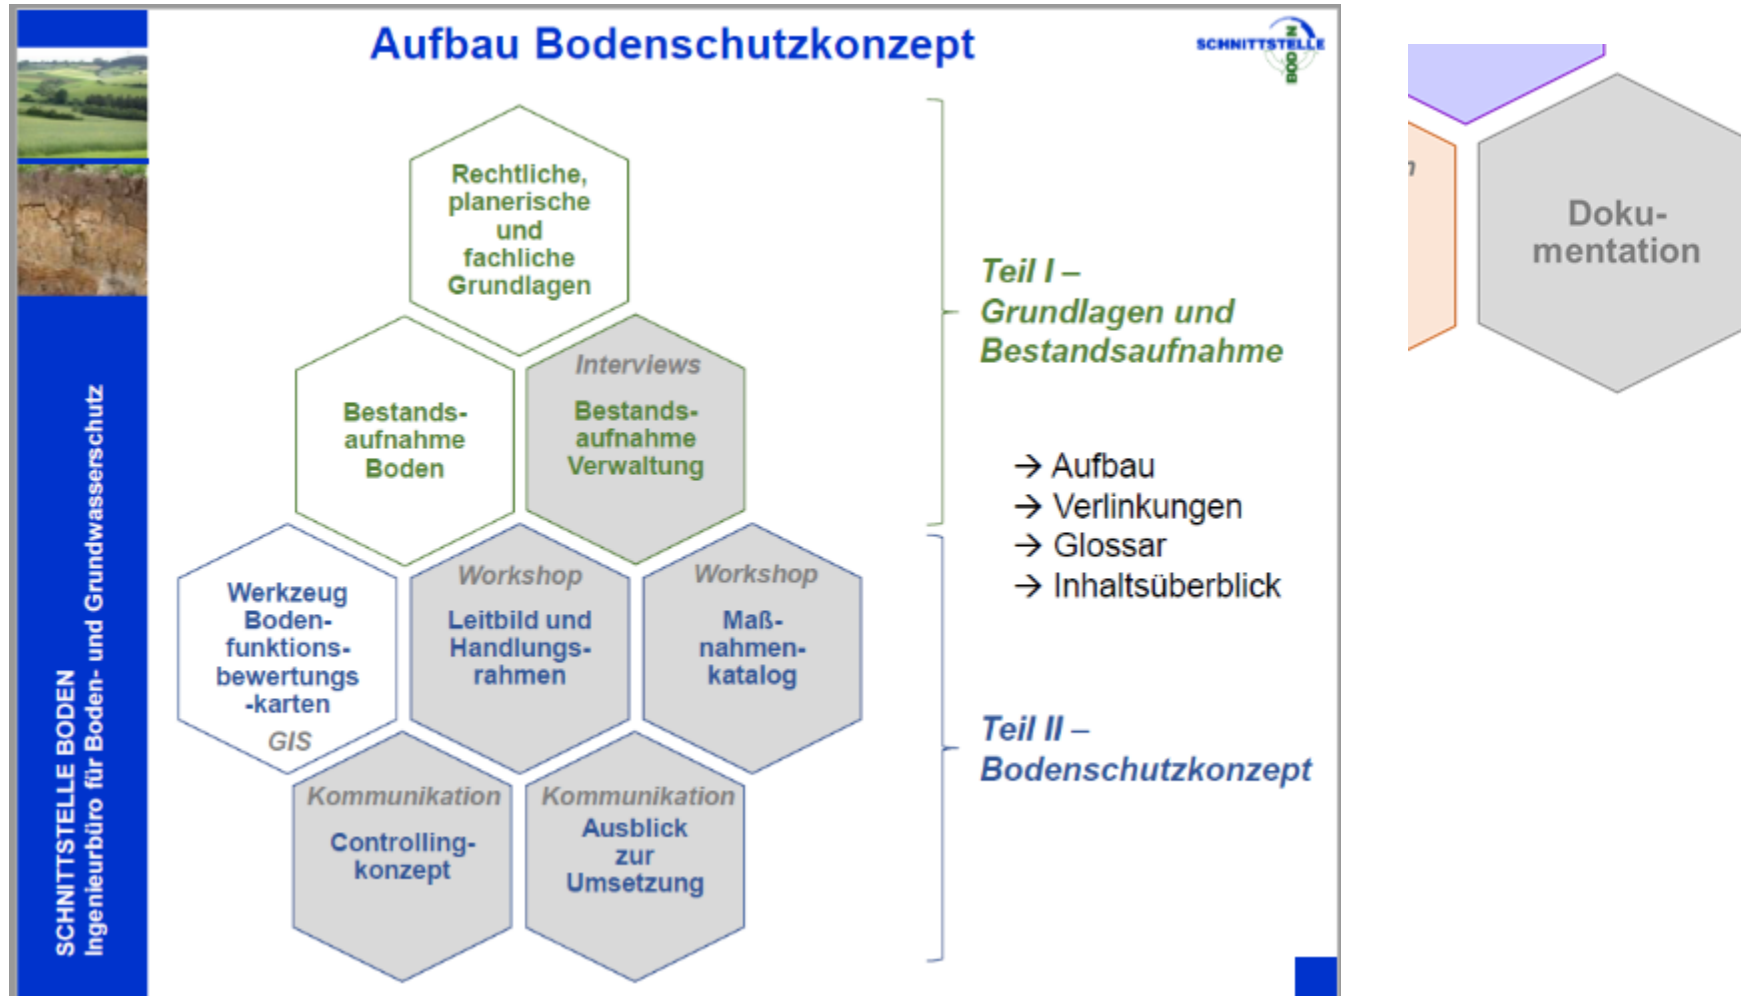 Aufbau Bodenschutzkonzept
SCHNITTSTELLE
BODEN
Rechtliche,
planerische
und
fachliche
Grundlagen
Bestands-
aufnahme
Boden
Interviews
Bestands-
aufnahme
Verwaltung
Werkzeug
Boden-
funktions-
bewertungs
-karten
GIS
Workshop
Leitbild und
Handlungs-
rahmen
Workshop
Maß-
nahmen-
katalog
Kommunikation
Controlling-
konzept
Kommunikation
Ausblick
zur
Umsetzung
Teil I –
Grundlagen und
Bestandsaufnahme
→ Aufbau
→ Verlinkungen
→ Glossar
→ Inhaltsüberblick
Teil II –
Bodenschutzkonzept
SCHNITTSTELLE BODEN
Ingenieurbüro für Boden- und Grundwasserschutz
Doku-
mentation